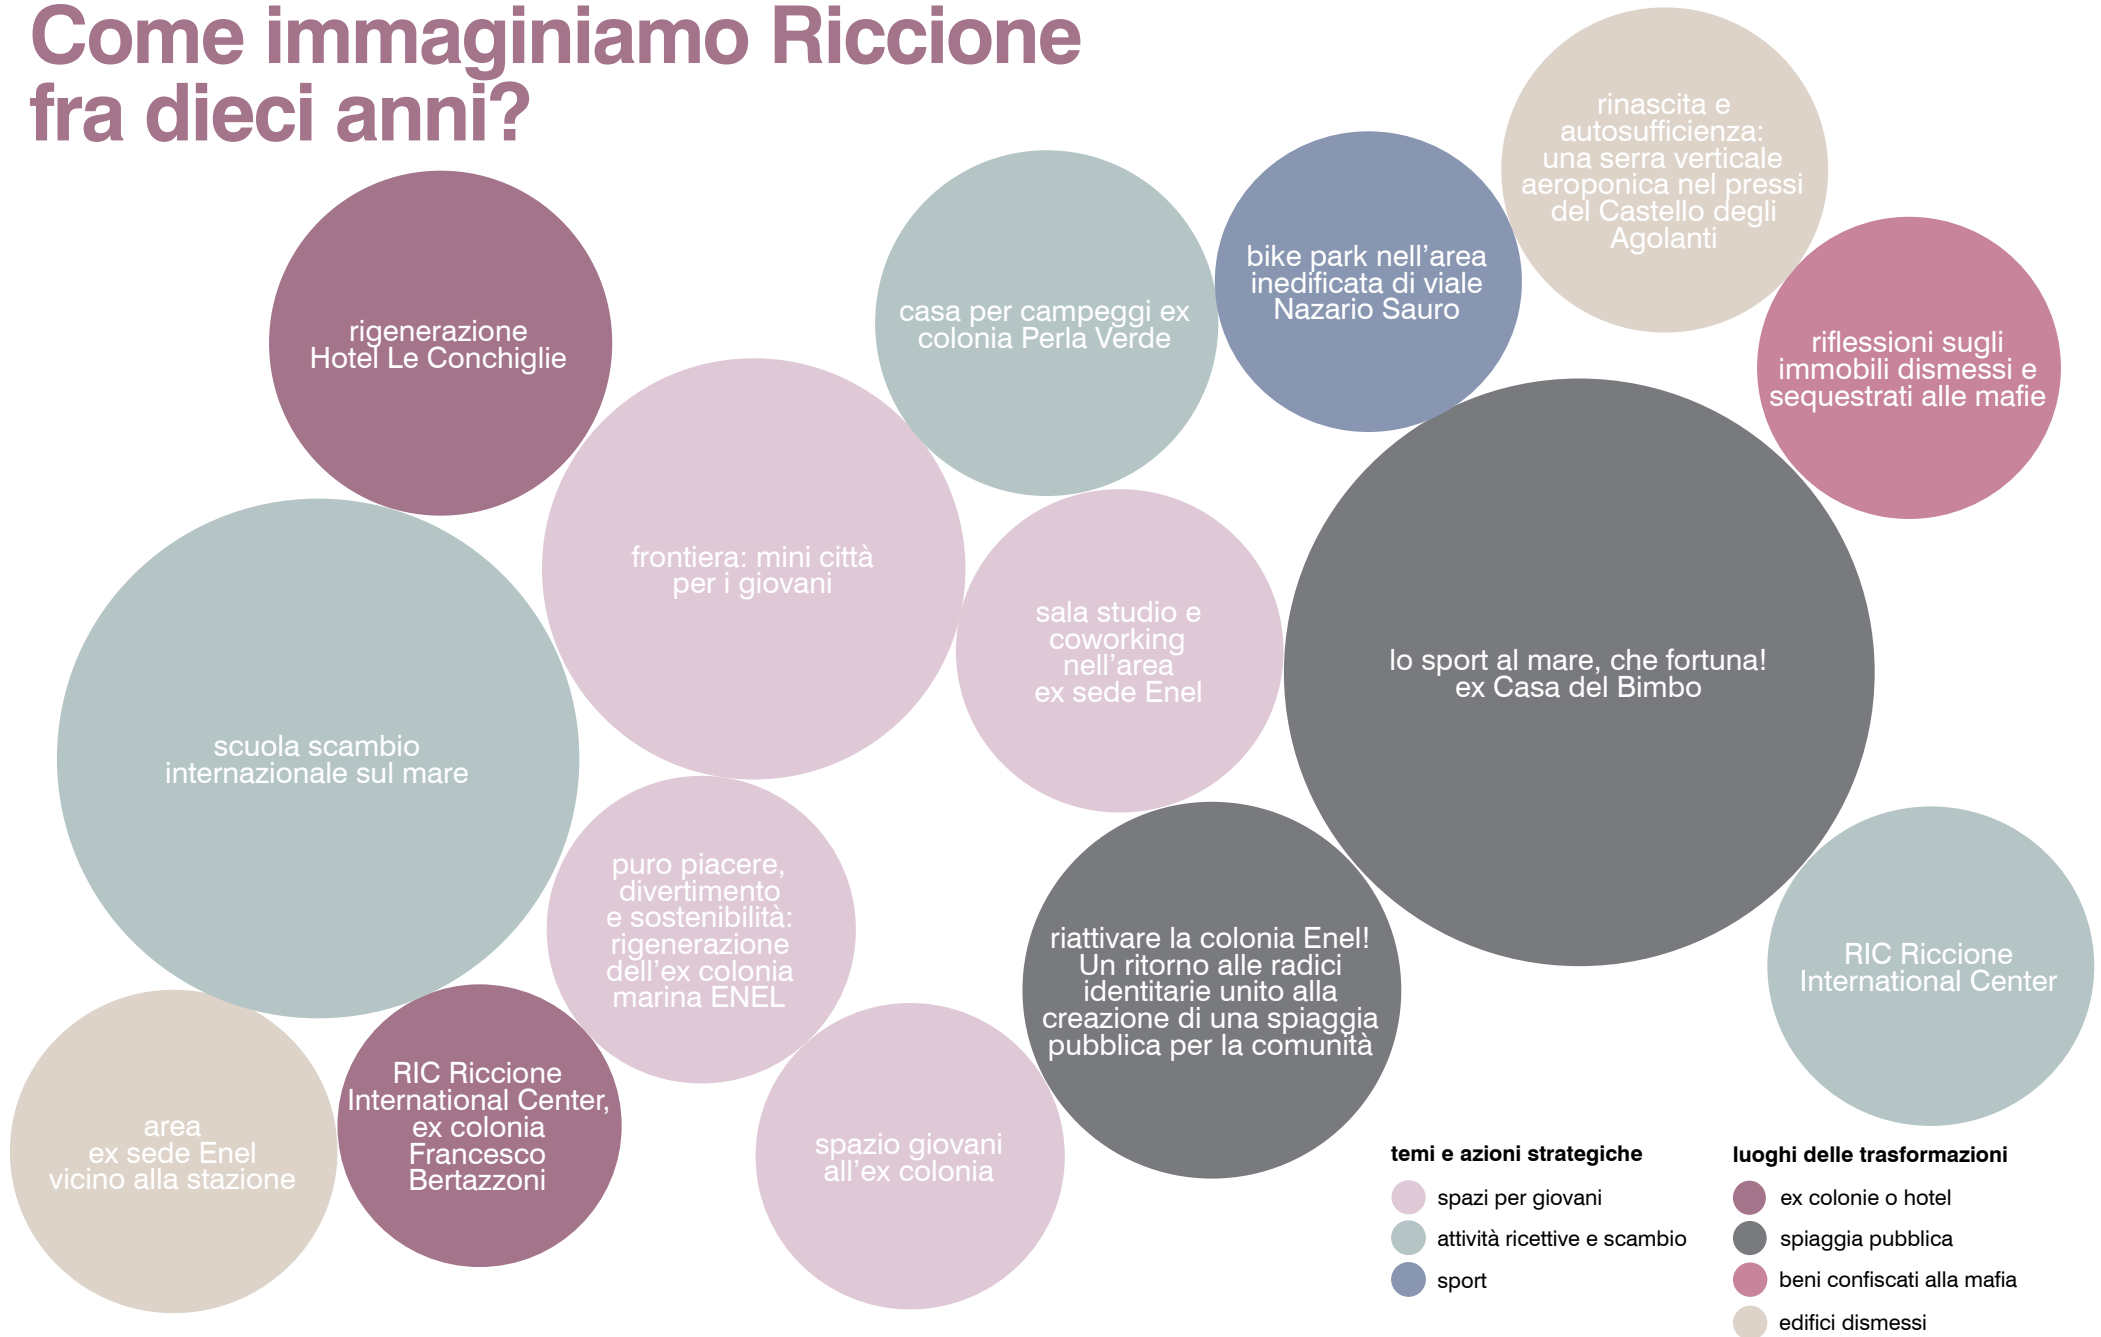 Come immaginiamo Riccione
fra dieci anni?
rinascita e
autosufficienza:
una serra verticale
aeroponica nel pressi
del Castello degli
Agolanti
bike park nell’area
inedificata di viale
Nazario Sauro
casa per campeggi ex
colonia Perla Verde
rigenerazione
Hotel Le Conchiglie
riflessioni sugli
immobili dismessi e
sequestrati alle mafie
frontiera: mini città
per i giovani
sala studio e
coworking
nell’area
ex sede Enel
lo sport al mare, che fortuna!
ex Casa del Bimbo
scuola scambio
internazionale sul mare
puro piacere,
divertimento
e sostenibilità:
rigenerazione
dell’ex colonia
marina ENEL
riattivare la colonia Enel!
Un ritorno alle radici
identitarie unito alla
creazione di una spiaggia
pubblica per la comunità
RIC Riccione
International Center
area
ex sede Enel
vicino alla stazione
RIC Riccione
International Center,
ex colonia
Francesco
Bertazzoni
spazio giovani
all’ex colonia
temi e azioni strategiche
spazi per giovani
attività ricettive e scambio
sport
luoghi delle trasformazioni
ex colonie o hotel
spiaggia pubblica
beni confiscati alla mafia
edifici dismessi